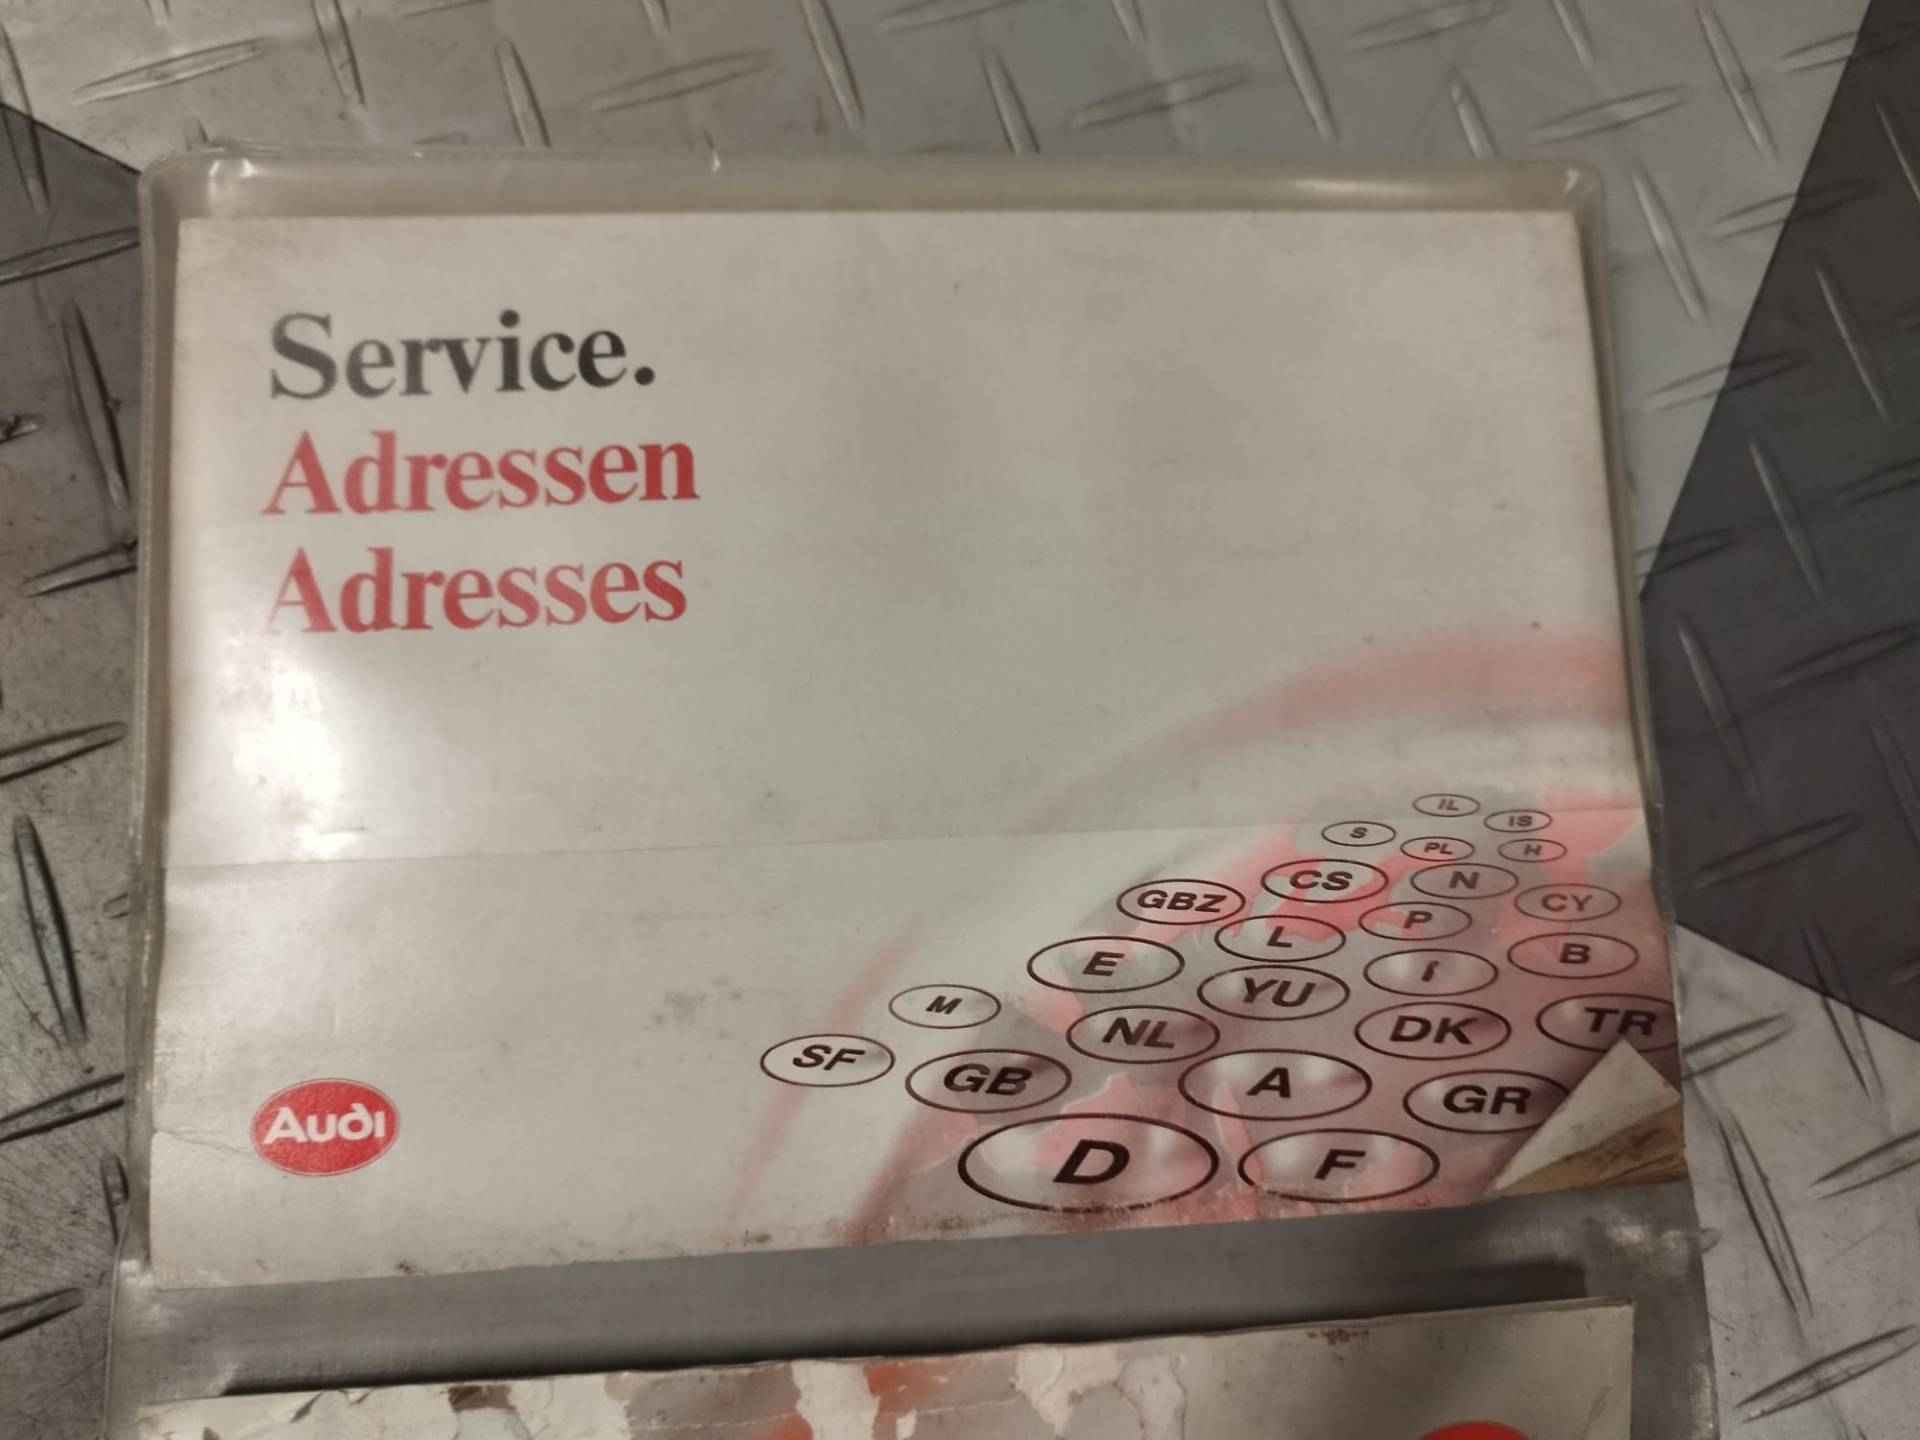 Service.
Adressen
Adresses
IL
IS
S
PL
H
CS
N
GBZ
CY
P
L
B
E
I
YU
M
NL
DK
TR
SF
GB
A
GR
D
F
Audi